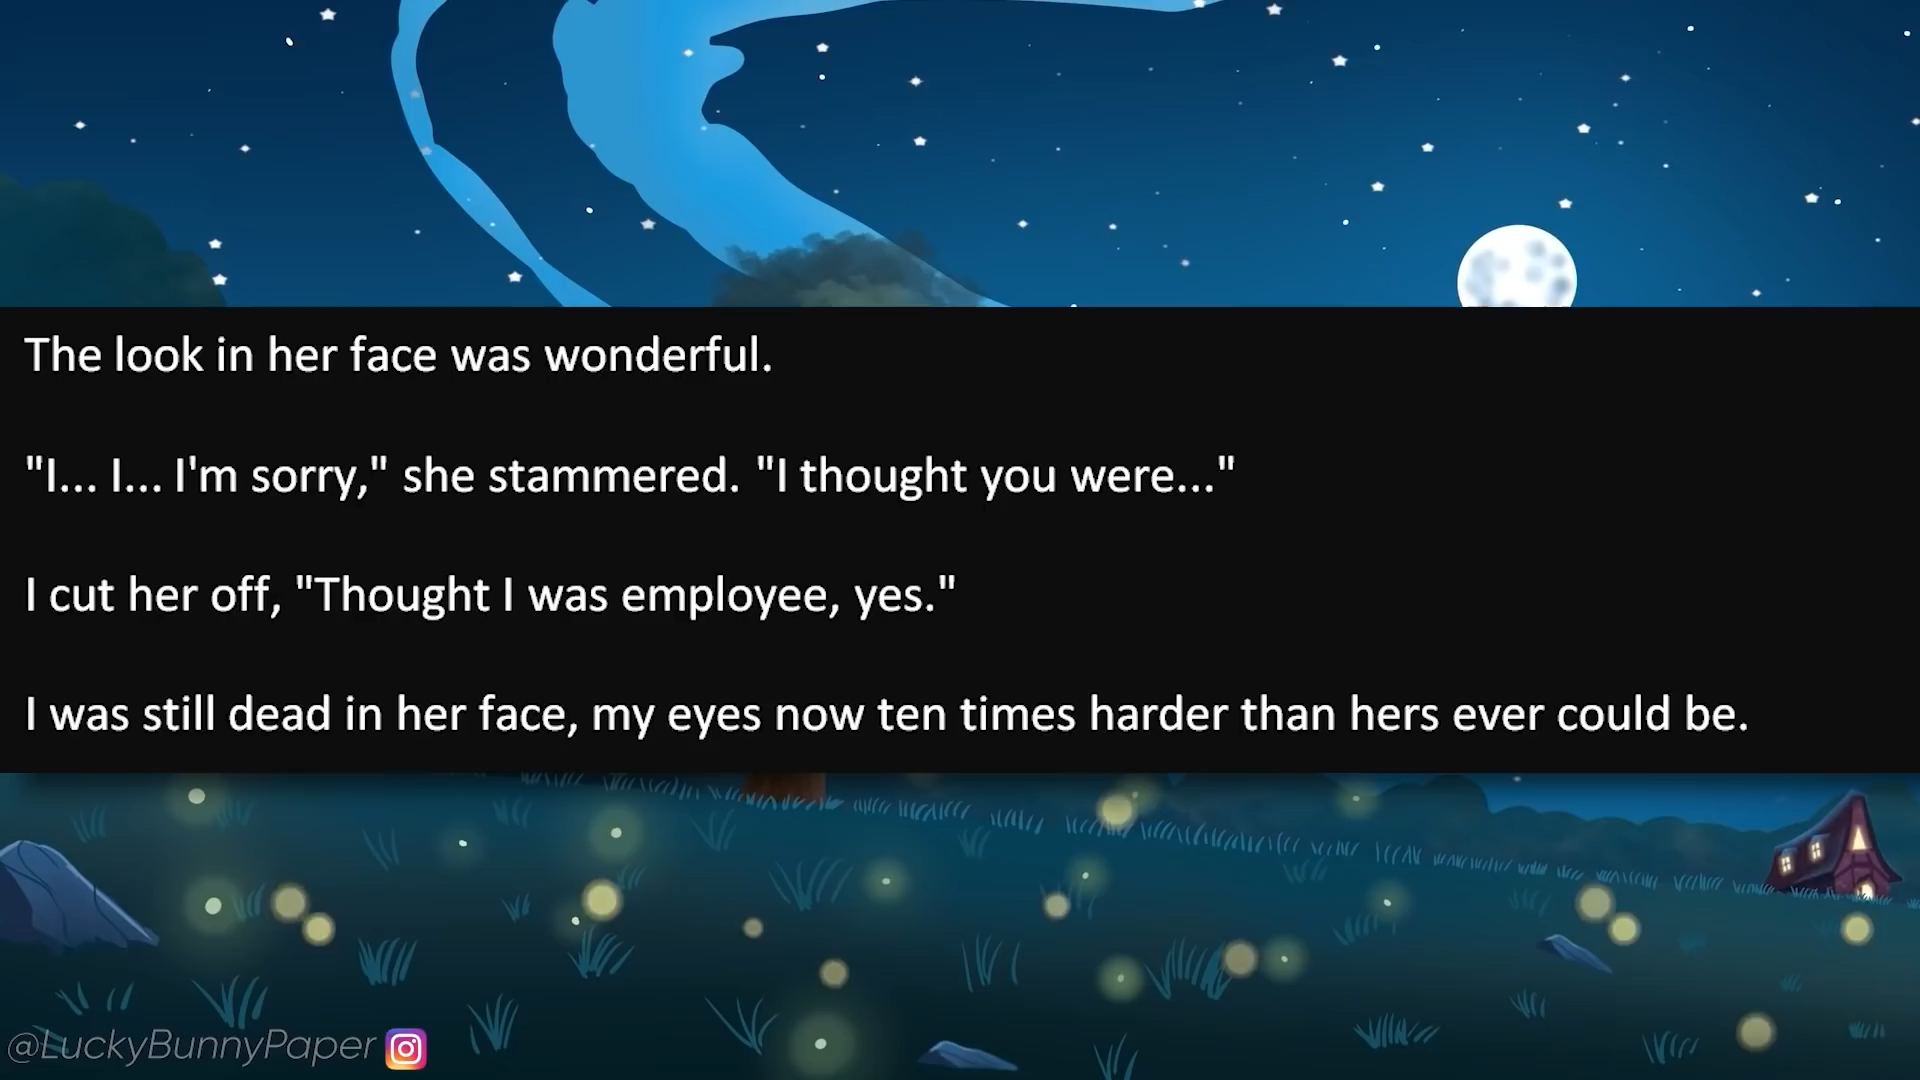 The look in her face was wonderful.
"I... I... I'm sorry," she stammered. "I thought you were..."
I cut her off, "Thought I was employee, yes."
I was still dead in her face, my eyes now ten times harder than hers ever could be.
@LuckyBunnyPaper